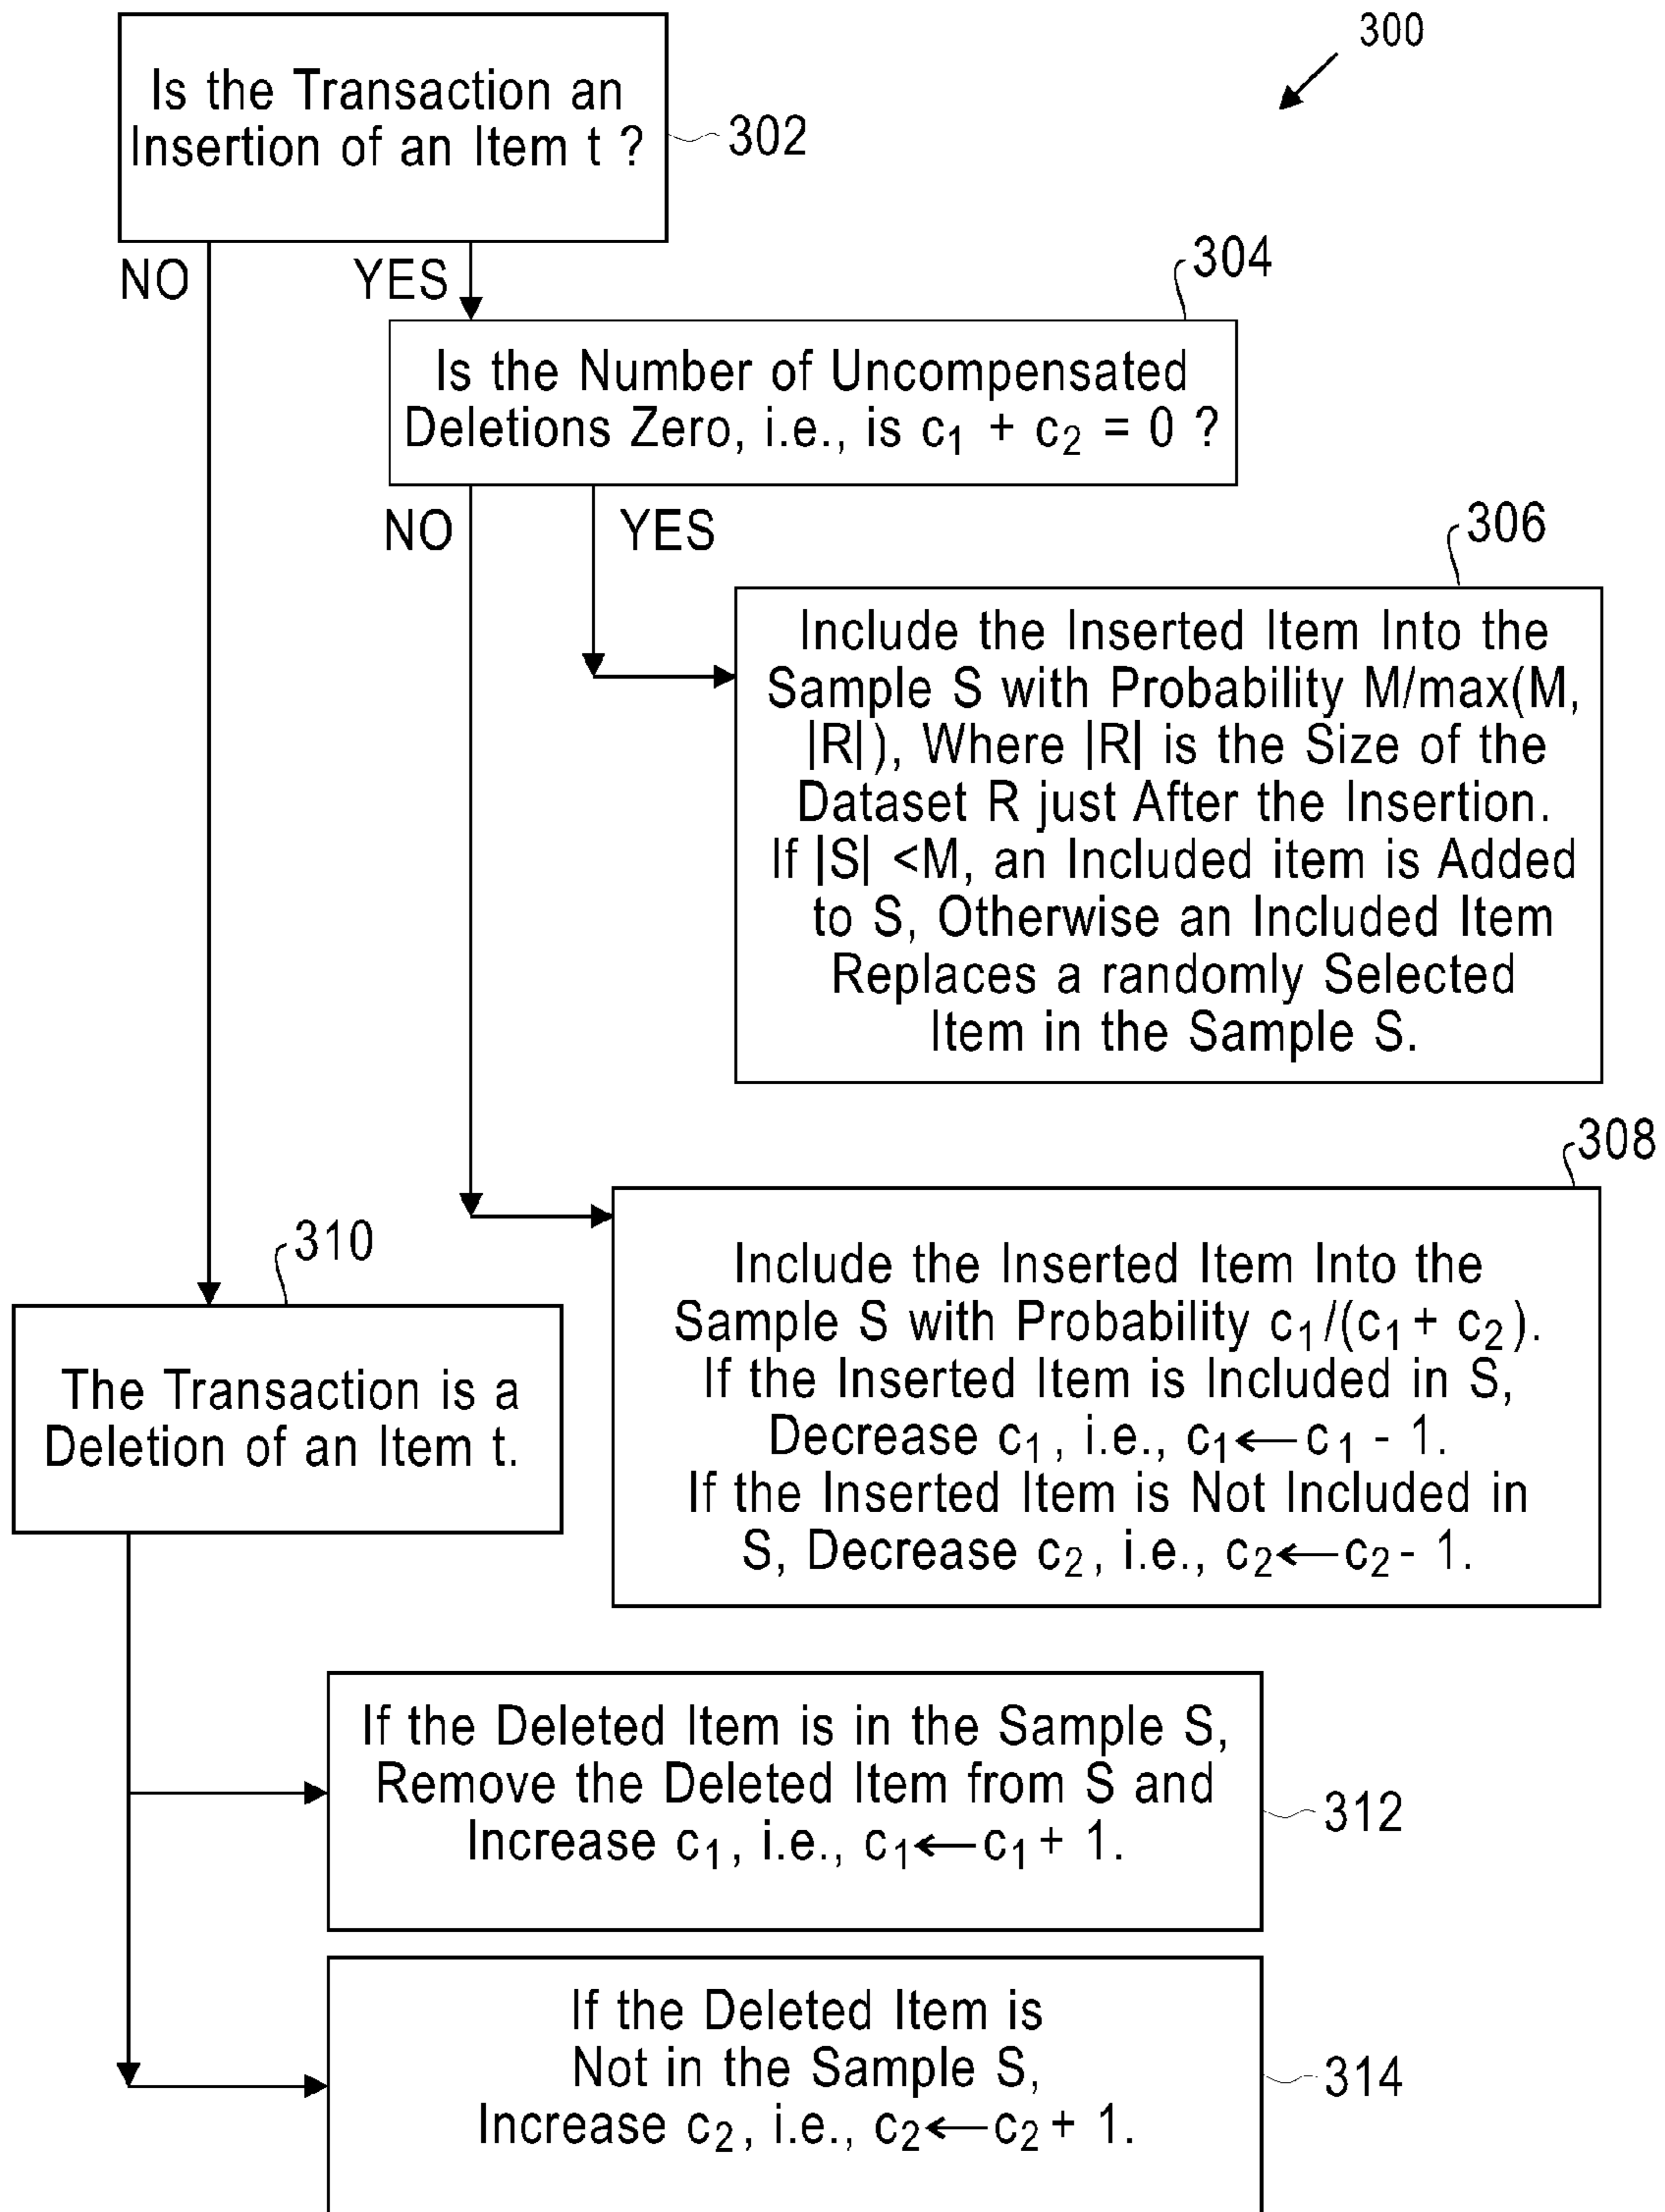 300
Is the Transaction an
Insertion of an Item t ?
302
NO
YES
304
Is the Number of Uncompensated
Deletions Zero, i.e., is c₁ + c₂ = 0 ?
NO
YES
306
Include the Inserted Item Into the
Sample S with Probability M/max(M,
|R|), Where |R| is the Size of the
Dataset R just After the Insertion.
If |S| <M, an Included item is Added
to S, Otherwise an Included Item
Replaces a randomly Selected
Item in the Sample S.
308
Include the Inserted Item Into the
Sample S with Probability c₁/(c₁+ c₂).
If the Inserted Item is Included in S,
Decrease c₁, i.e., c₁←c₁ - 1.
If the Inserted Item is Not Included in
S, Decrease c₂, i.e., c₂←c₂ - 1.
310
The Transaction is a
Deletion of an Item t.
If the Deleted Item is in the Sample S,
Remove the Deleted Item from S and
Increase c₁, i.e., c₁←c₁ + 1.
312
If the Deleted Item is
Not in the Sample S,
Increase c₂, i.e., c₂←c₂ + 1.
314